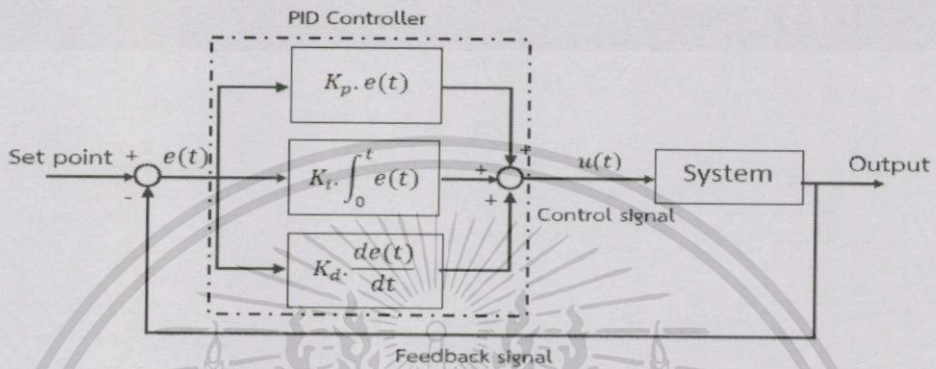 PID Controller
K_p. e(t)
Set point
+
e(t)
-
K_i. ∫_0^t e(t)
+
+
+
u(t)
Control signal
System
Output
K_d. de(t)/dt
Feedback signal